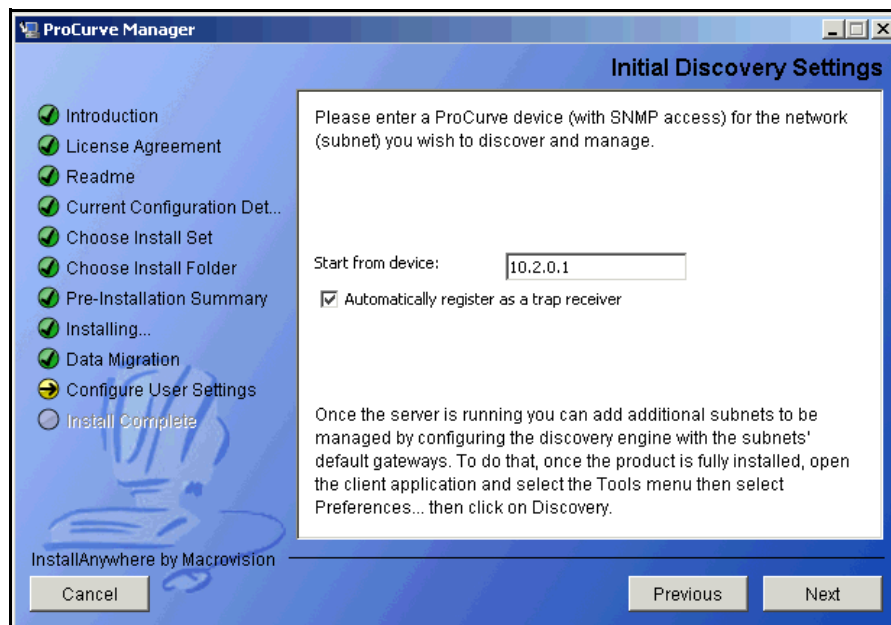 ProCurve Manager
Initial Discovery Settings
Introduction
License Agreement
Readme
Current Configuration Det...
Choose Install Set
Choose Install Folder
Pre-Installation Summary
Installing...
Data Migration
Configure User Settings
Install Complete
Please enter a ProCurve device (with SNMP access) for the network
(subnet) you wish to discover and manage.
Start from device:
10.2.0.1
Automatically register as a trap receiver
Once the server is running you can add additional subnets to be
managed by configuring the discovery engine with the subnets'
default gateways. To do that, once the product is fully installed, open
the client application and select the Tools menu then select
Preferences... then click on Discovery.
InstallAnywhere by Macrovision
Cancel
Previous
Next